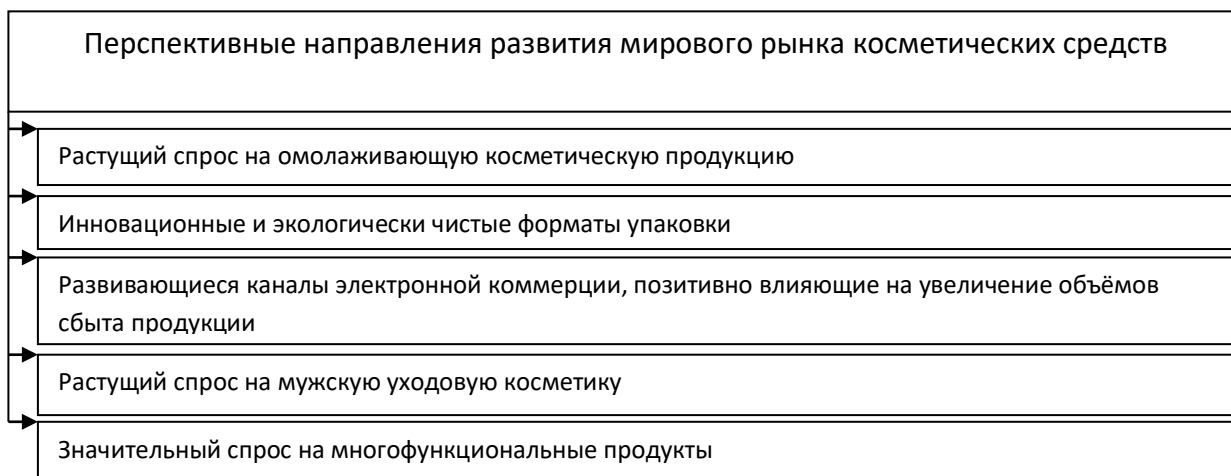 Перспективные направления развития мирового рынка косметических средств
Растущий спрос на омолаживающую косметическую продукцию
Инновационные и экологически чистые форматы упаковки
Развивающиеся каналы электронной коммерции, позитивно влияющие на увеличение объёмов
сбыта продукции
Растущий спрос на мужскую уходовую косметику
Значительный спрос на многофункциональные продукты